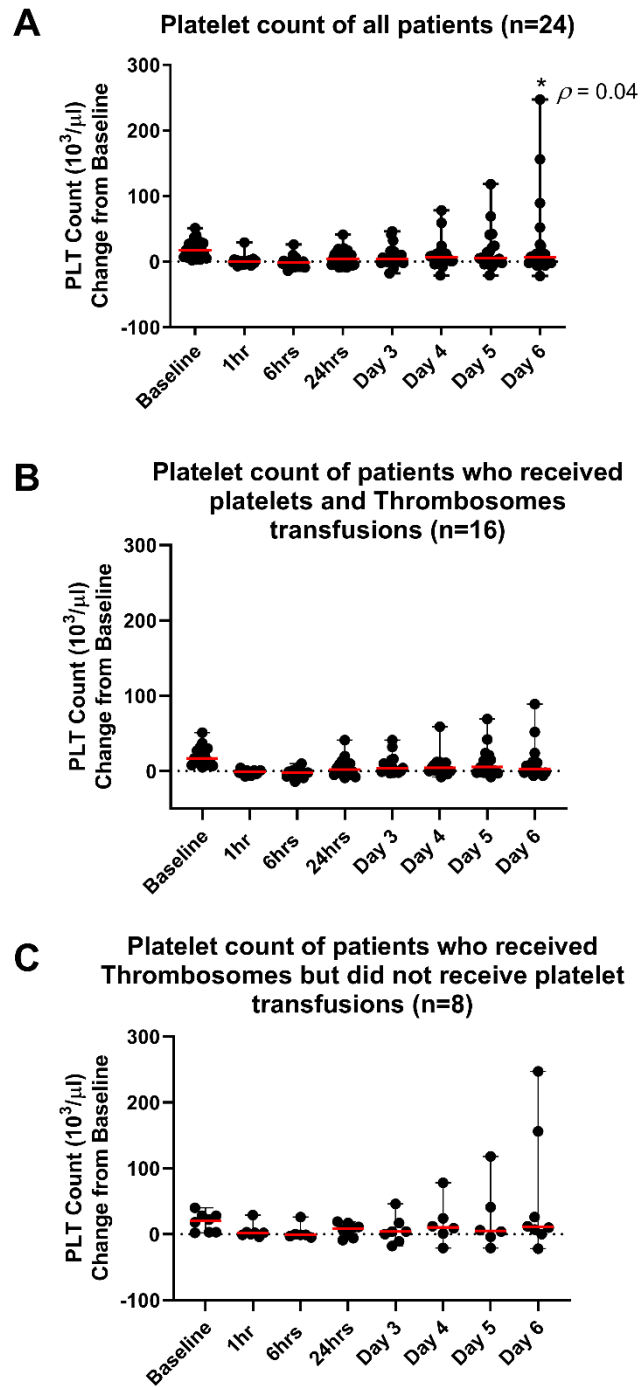 A
Platelet count of all patients (n=24)
PLT Count (10³/μl)
Change from Baseline
300
200
100
0
-100
*
ρ = 0.04
Baseline
1hr
6hrs
24hrs
Day 3
Day 4
Day 5
Day 6
B
Platelet count of patients who received
platelets and Thrombosomes
transfusions (n=16)
PLT Count (10³/μl)
Change from Baseline
300
200
100
0
Baseline
1hr
6hrs
24hrs
Day 3
Day 4
Day 5
Day 6
C
Platelet count of patients who received
Thrombosomes but did not receive platelet
transfusions (n=8)
PLT Count (10³/μl)
Change from Baseline
300
200
100
0
-100
Baseline
1hr
6hrs
24hrs
Day 3
Day 4
Day 5
Day 6